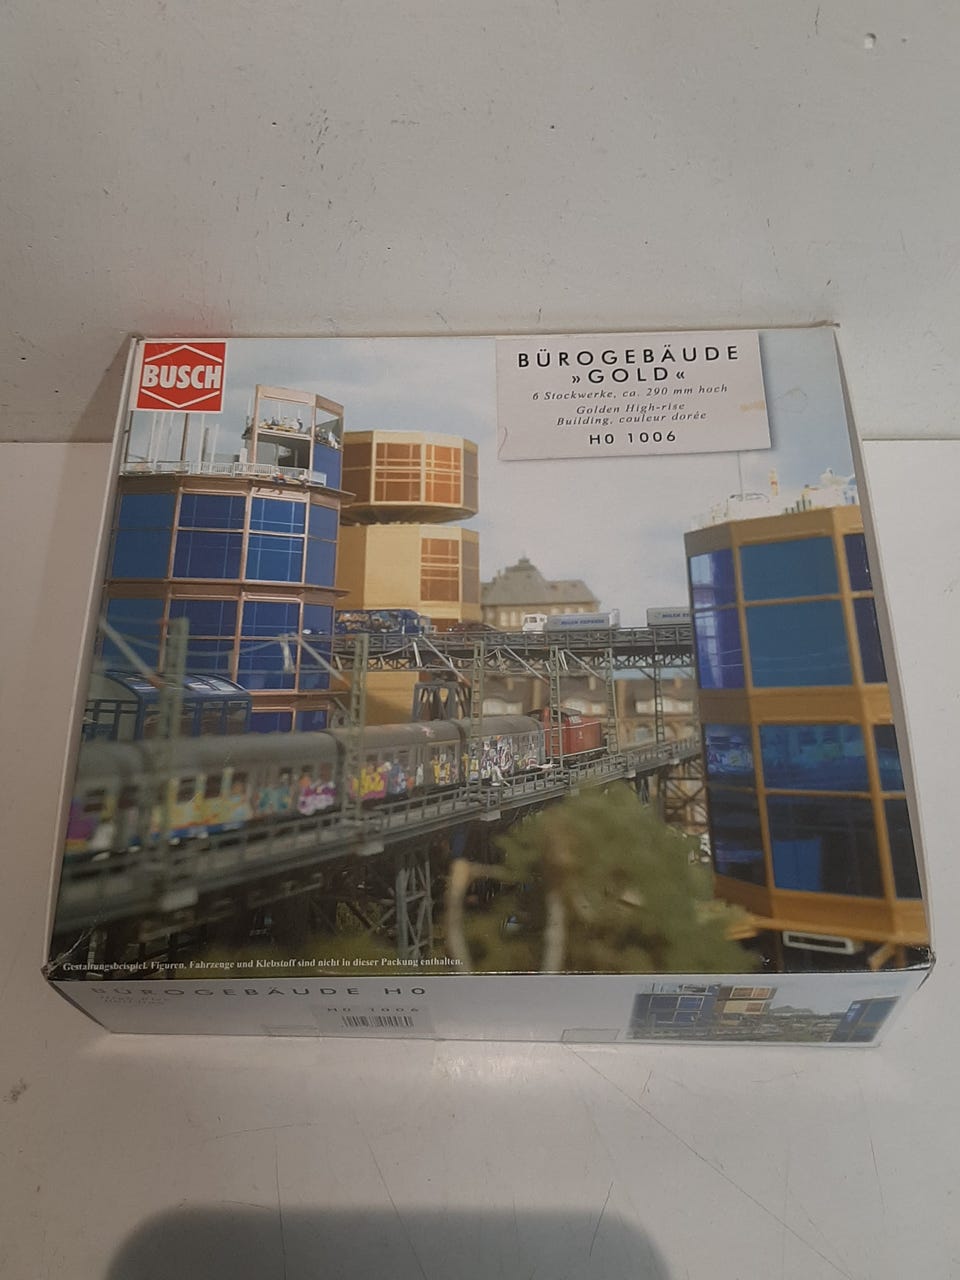 BUSCH
BÜROGEBÄUDE
»GOLD«
6 Stockwerke, ca. 290 mm hoch
Golden High-rise
Building, couleur dorée
H0 1006
Gestaltungsbeispiel. Figuren, Fahrzeuge und Klebstoff sind nicht in dieser Packung enthalten.
BÜROGEBÄUDE H0
H0 1006